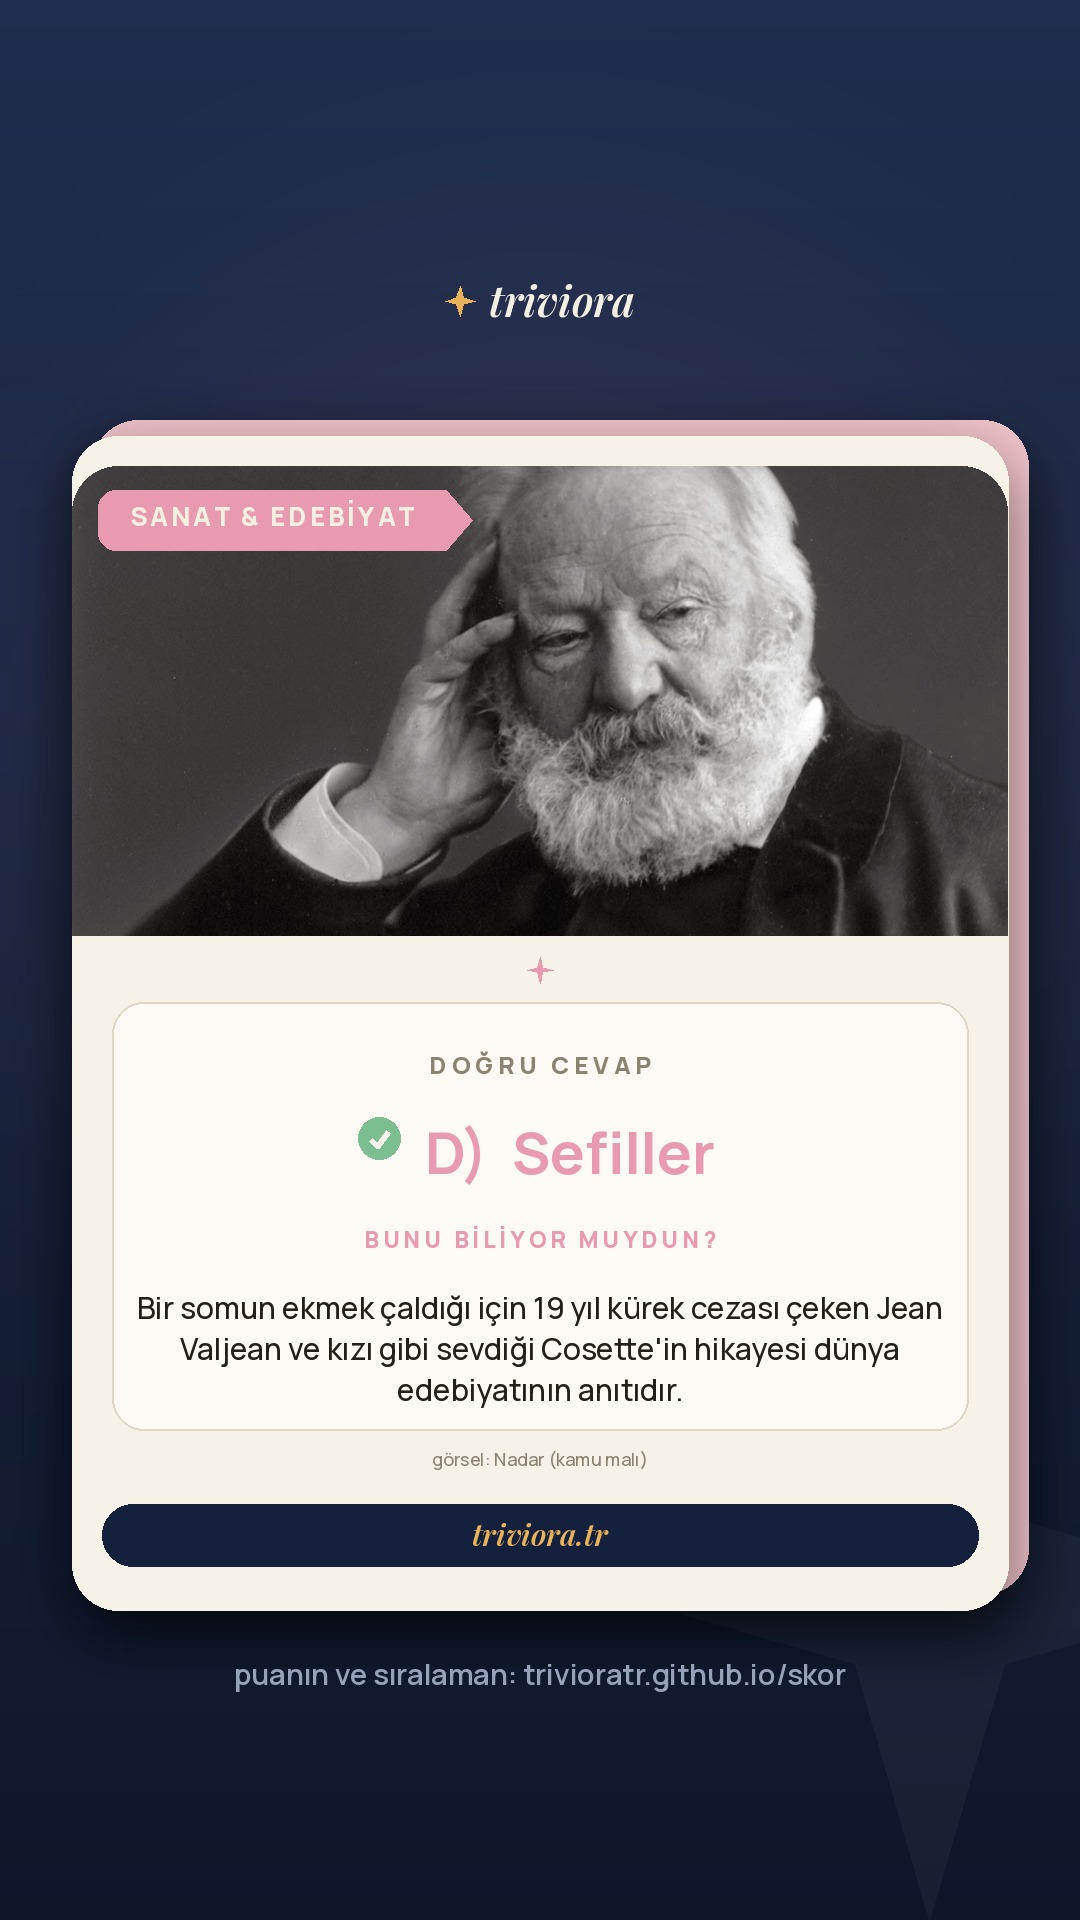 triviora
SANAT & EDEBİYAT
DOĞRU CEVAP
D) Sefiller
BUNU BİLİYOR MUYDUN?
Bir somun ekmek çaldığı için 19 yıl kürek cezası çeken Jean
Valjean ve kızı gibi sevdiği Cosette'in hikayesi dünya
edebiyatının anıtıdır.
görsel: Nadar (kamu malı)
triviora.tr
puanın ve sıralaman: trivioratr.github.io/skor